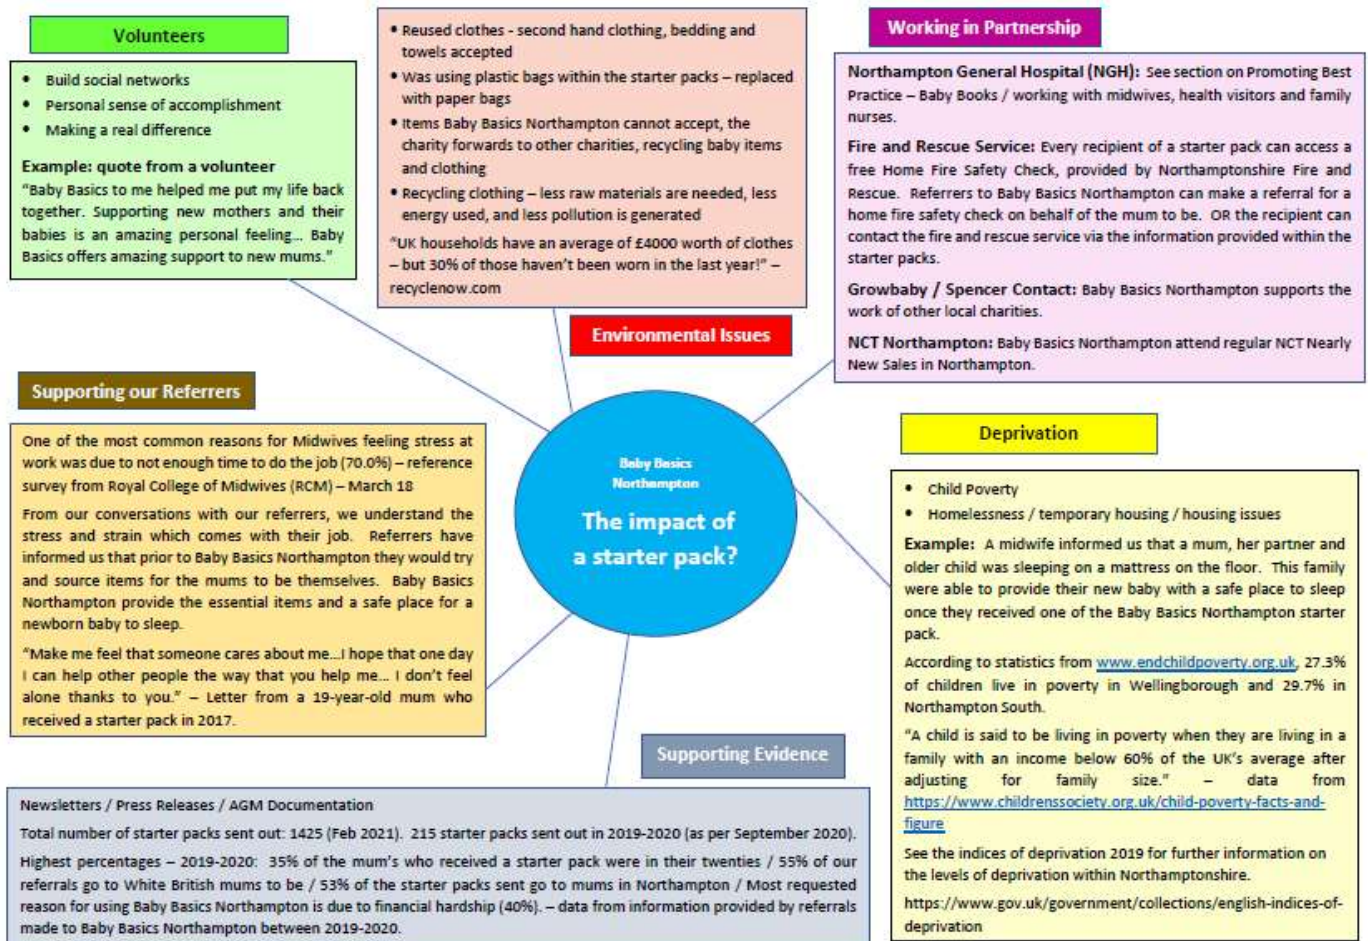 Volunteers
• Build social networks
• Personal sense of accomplishment
• Making a real difference
Example: quote from a volunteer
“Baby Basics to me helped me put my life back
together. Supporting new mothers and their
babies is an amazing personal feeling... Baby
Basics offers amazing support to new mums.”
• Reused clothes - second hand clothing, bedding and
towels accepted
• Was using plastic bags within the starter packs – replaced
with paper bags
• Items Baby Basics Northampton cannot accept, the
charity forwards to other charities, recycling baby items
and clothing
• Recycling clothing – less raw materials are needed, less
energy used, and less pollution is generated
“UK households have an average of £4000 worth of clothes
– but 30% of those haven’t been worn in the last year!” –
recyclenow.com
Environmental Issues
Working in Partnership
Northampton General Hospital (NGH): See section on Promoting Best
Practice – Baby Books / working with midwives, health visitors and family
nurses.
Fire and Rescue Service: Every recipient of a starter pack can access a
free Home Fire Safety Check, provided by Northamptonshire Fire and
Rescue. Referrers to Baby Basics Northampton can make a referral for a
home fire safety check on behalf of the mum to be. OR the recipient can
contact the fire and rescue service via the information provided within the
starter packs.
Growbaby / Spencer Contact: Baby Basics Northampton supports the
work of other local charities.
NCT Northampton: Baby Basics Northampton attend regular NCT Nearly
New Sales in Northampton.
Supporting our Referrers
One of the most common reasons for Midwives feeling stress at
work was due to not enough time to do the job (70.0%) – reference
survey from Royal College of Midwives (RCM) – March 18
From our conversations with our referrers, we understand the
stress and strain which comes with their job. Referrers have
informed us that prior to Baby Basics Northampton they would try
and source items for the mums to be themselves. Baby Basics
Northampton provide the essential items and a safe place for a
newborn baby to sleep.
“Make me feel that someone cares about me...I hope that one day
I can help other people the way that you help me... I don’t feel
alone thanks to you.” – Letter from a 19-year-old mum who
received a starter pack in 2017.
Baby Basics
Northampton
The impact of
a starter pack?
Deprivation
• Child Poverty
• Homelessness / temporary housing / housing issues
Example: A midwife informed us that a mum, her partner and
older child was sleeping on a mattress on the floor. This family
were able to provide their new baby with a safe place to sleep
once they received one of the Baby Basics Northampton starter
pack.
According to statistics from www.endchildpoverty.org.uk, 27.3%
of children live in poverty in Wellingborough and 29.7% in
Northampton South.
“A child is said to be living in poverty when they are living in a
family with an income below 60% of the UK’s average after
adjusting for family size.” – data from
https://www.childrenssociety.org.uk/child-poverty-facts-and-
figure
See the indices of deprivation 2019 for further information on
the levels of deprivation within Northamptonshire.
https://www.gov.uk/government/collections/english-indices-of-
deprivation
Supporting Evidence
Newsletters / Press Releases / AGM Documentation
Total number of starter packs sent out: 1425 (Feb 2021). 215 starter packs sent out in 2019-2020 (as per September 2020).
Highest percentages – 2019-2020: 35% of the mum’s who received a starter pack were in their twenties / 55% of our
referrals go to White British mums to be / 53% of the starter packs sent go to mums in Northampton / Most requested
reason for using Baby Basics Northampton is due to financial hardship (40%). – data from information provided by referrals
made to Baby Basics Northampton between 2019-2020.